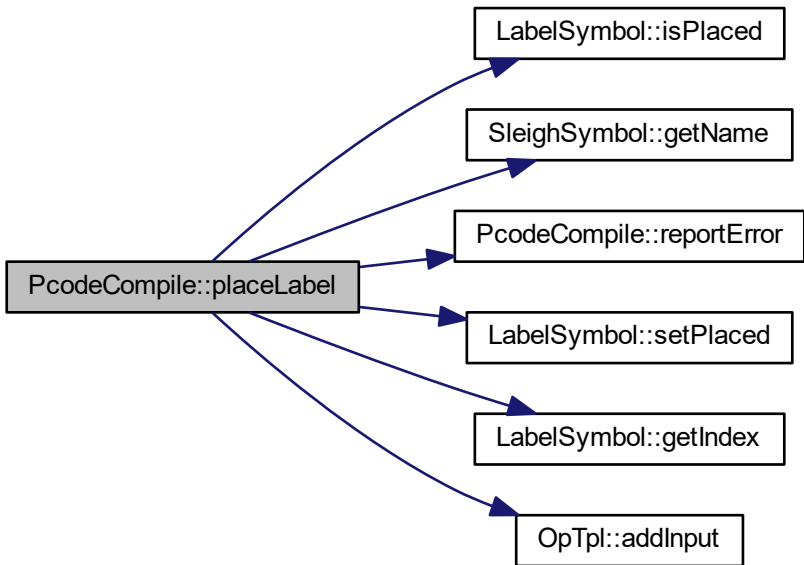 LabelSymbol::isPlaced
SleighSymbol::getName
PcodeCompile::reportError
PcodeCompile::placeLabel
LabelSymbol::setPlaced
LabelSymbol::getIndex
OpTpl::addInput